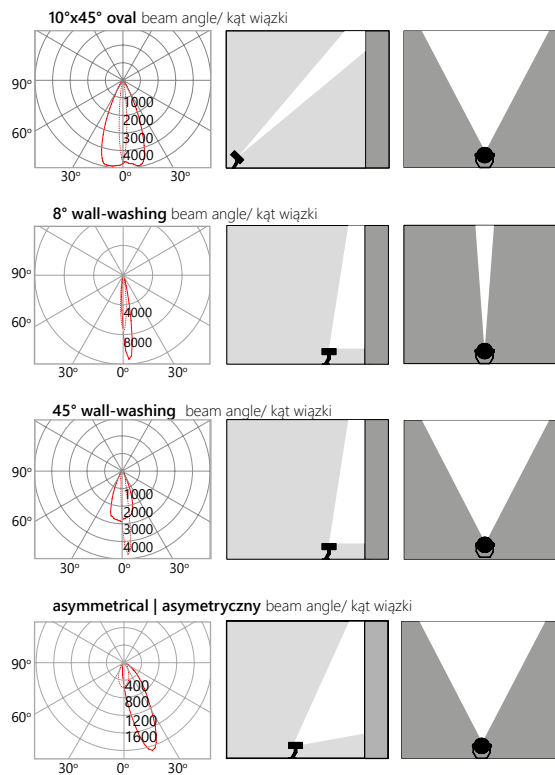 10°x45° oval beam angle/ kąt wiązki
90°
1000
2000
60°
3000
4000
30° 0° 30°
8° wall-washing beam angle/ kąt wiązki
90°
4000
60°
8000
30° 0° 30°
45° wall-washing beam angle/ kąt wiązki
90°
1000
2000
60°
3000
4000
30° 0° 30°
asymmetrical | asymetryczny beam angle/ kąt wiązki
90°
400
800
60°
1200
1600
30° 0° 30°